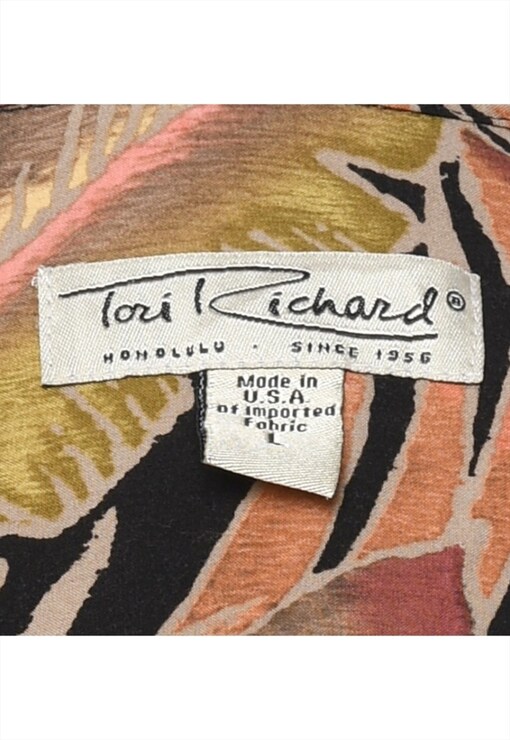 Tori Richard®
HONOLULU · SINCE 1956
Made in
U.S.A.
of Imported
Fabric
L